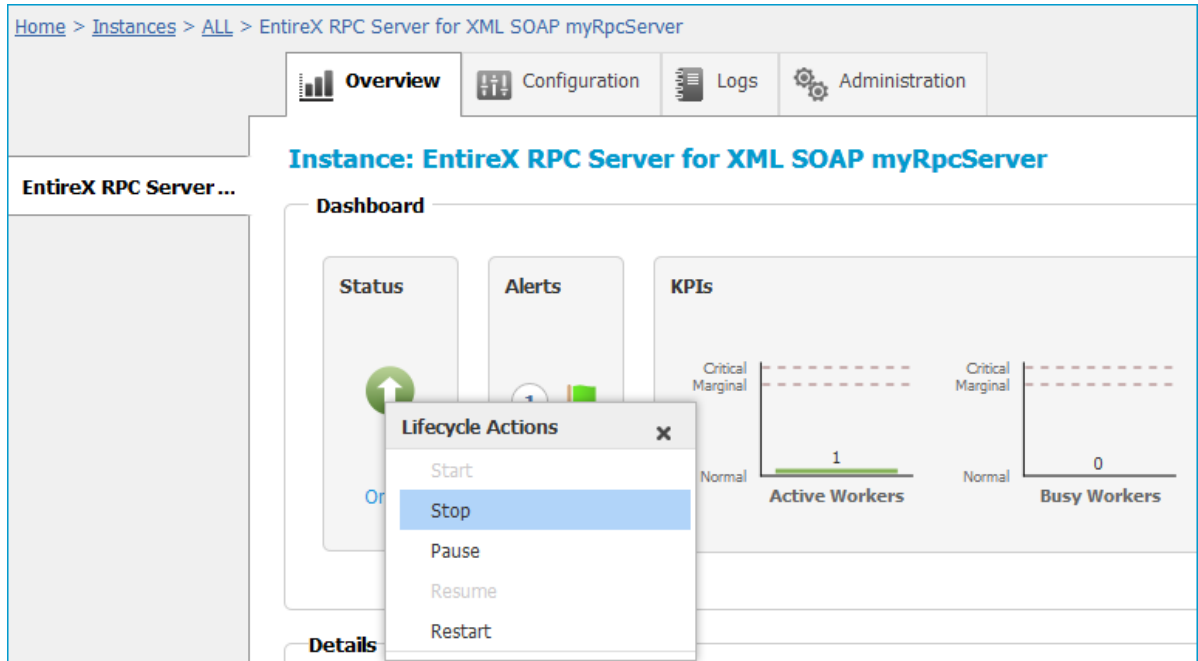 Home > Instances > ALL > EntireX RPC Server for XML SOAP myRpcServer
Overview Configuration Logs Administration
Instance: EntireX RPC Server for XML SOAP myRpcServer
EntireX RPC Server ...
Dashboard
Status Alerts KPIs
Critical Critical
Marginal Marginal
1
Lifecycle Actions
Start
1 0
Normal Normal
Active Workers Busy Workers
Stop
Pause
Resume
Restart
Details